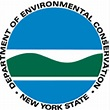 DEPARTMENT OF ENVIRONMENTAL CONSERVATION
• NEW YORK STATE •